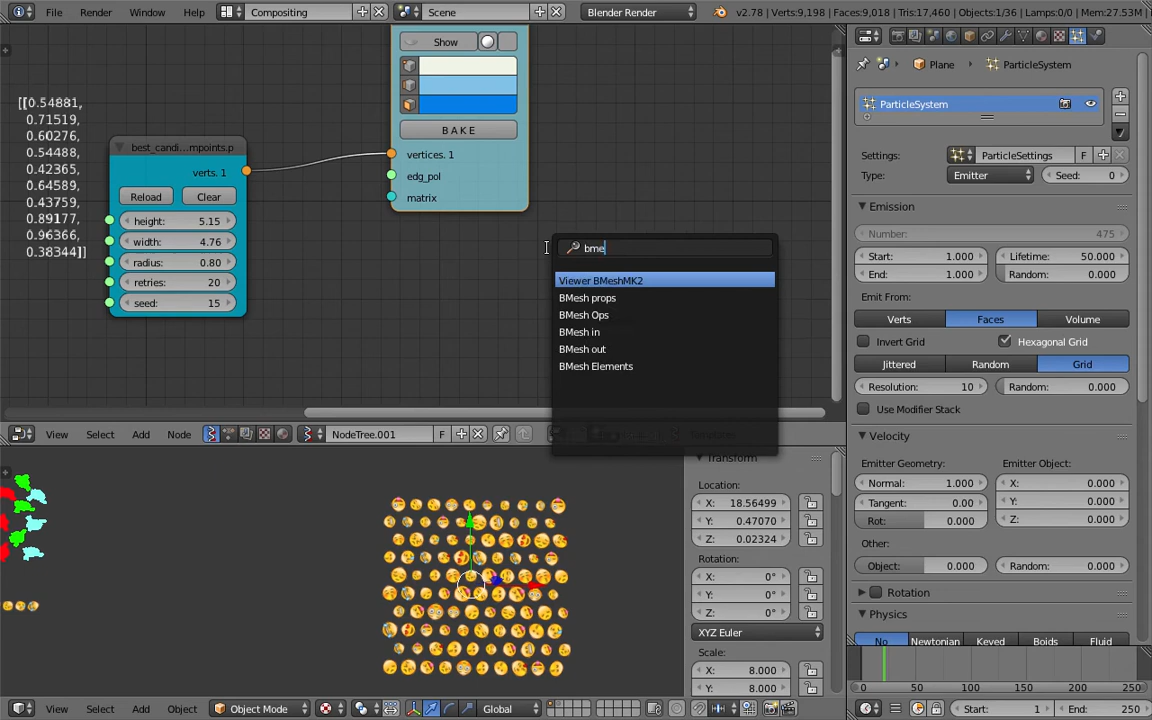 File Render Window Help Compositing Scene Blender Render v2.78 | Verts:9,198 | Faces:9,018 | Tris:17,460 | Objects:1/36 | Lamps:0/0 | Mem:27.53M
[[0.54881,
0.71519,
0.60276,
0.54488,
0.42365,
0.64589,
0.43759,
0.89177,
0.96366,
0.38344]]
best_candi...mpoints.p
verts. 1
Reload Clear
height: 5.15
width: 4.76
radius: 0.80
retries: 20
seed: 15
Show
BAKE
vertices. 1
edg_pol
matrix
bme
Viewer BMeshMK2
BMesh props
BMesh Ops
BMesh in
BMesh out
BMesh Elements
View Select Add Node NodeTree.001 F
Transform
Location:
X: 18.56499
Y: 0.47070
Z: 0.02324
Rotation:
X: 0°
Y: 0°
Z: 0°
XYZ Euler
Scale:
X: 8.000
Y: 8.000
View Select Add Object Object Mode Global
Plane ParticleSystem
ParticleSystem
Settings: ParticleSettings F
Type: Emitter Seed: 0
Emission
Number: 475
Start: 1.000 Lifetime: 50.000
End: 1.000 Random: 0.000
Emit From:
Verts Faces Volume
Invert Grid Hexagonal Grid
Jittered Random Grid
Resolution: 10 Random: 0.000
Use Modifier Stack
Velocity
Emitter Geometry: Emitter Object:
Normal: 1.000 X: 0.000
Tangent: 0.00 Y: 0.000
Rot: 0.000 Z: 0.000
Other:
Object: 0.000 Random: 0.000
Rotation
Physics
No Newtonian Keyed Boids Fluid
0 50 100 150 200 250
Start: 1 End: 250